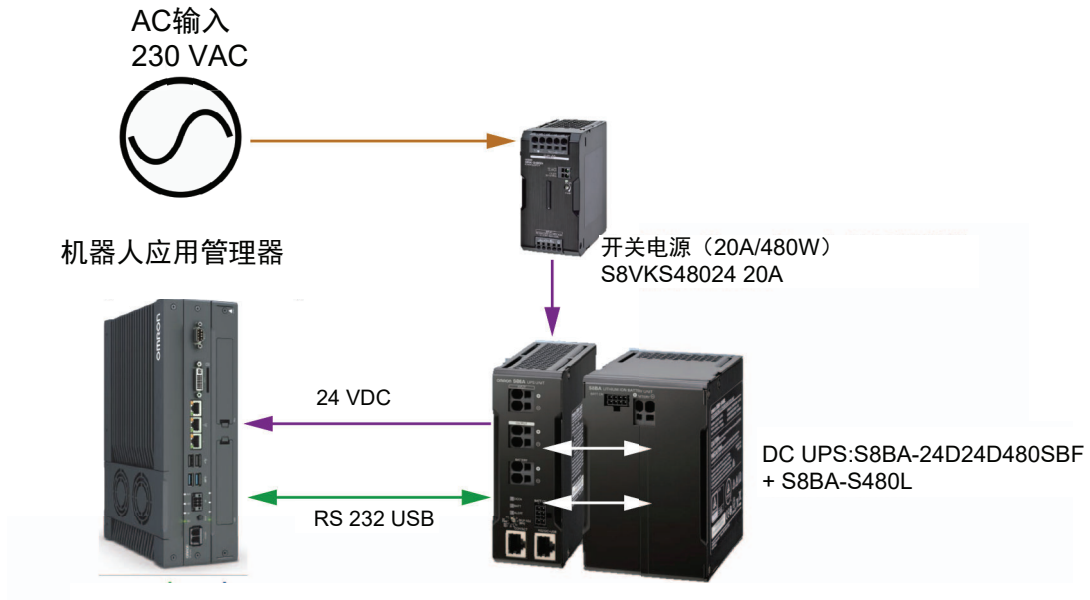 AC输入
230 VAC
机器人应用管理器
开关电源（20A/480W）
S8VKS48024 20A
omron
24 VDC
RS 232 USB
DC UPS:S8BA-24D24D480SBF
+ S8BA-S480L